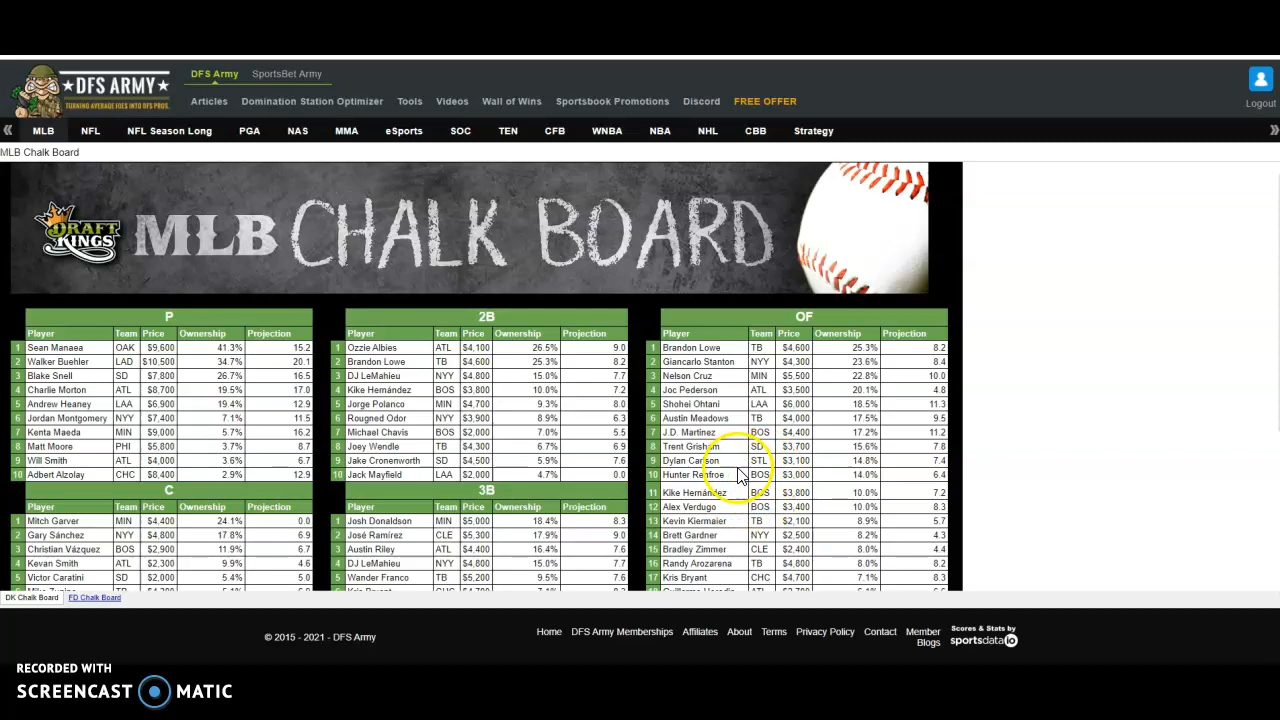 ★DFS ARMY★
TURNING AVERAGE JOES INTO DFS PROS.
DFS Army SportsBet Army
Articles Domination Station Optimizer Tools Videos Wall of Wins Sportsbook Promotions Discord FREE OFFER
Logout
« MLB NFL NFL Season Long PGA NAS MMA eSports SOC TEN CFB WNBA NBA NHL CBB Strategy »
MLB Chalk Board
DRAFT KINGS
MLB CHALK BOARD
P
Player Team Price Ownership Projection
1 Sean Manaea OAK $9,600 41.3% 15.2
2 Walker Buehler LAD $10,500 34.7% 20.1
3 Blake Snell SD $7,800 26.7% 16.5
4 Charlie Morton ATL $8,700 19.5% 17.0
5 Andrew Heaney LAA $6,900 19.4% 12.9
6 Jordan Montgomery NYY $7,400 7.1% 11.5
7 Kenta Maeda MIN $9,000 5.7% 16.2
8 Matt Moore PHI $5,800 3.7% 8.7
9 Will Smith ATL $4,000 3.6% 6.7
10 Adbert Alzolay CHC $8,400 2.9% 12.9
C
Player Team Price Ownership Projection
1 Mitch Garver MIN $4,400 24.1% 0.0
2 Gary Sánchez NYY $4,800 17.8% 6.9
3 Christian Vázquez BOS $2,900 11.9% 6.7
4 Kevan Smith ATL $2,300 9.9% 4.6
5 Victor Caratini SD $2,000 5.4% 5.0
2B
Player Team Price Ownership Projection
1 Ozzie Albies ATL $4,100 26.5% 9.0
2 Brandon Lowe TB $4,600 25.3% 8.2
3 DJ LeMahieu NYY $4,800 15.0% 7.7
4 Kike Hernández BOS $3,800 10.0% 7.2
5 Jorge Polanco MIN $4,700 9.3% 8.0
6 Rougned Odor NYY $3,900 8.9% 6.3
7 Michael Chavis BOS $2,000 7.0% 5.5
8 Joey Wendle TB $4,300 6.7% 6.9
9 Jake Cronenworth SD $4,500 5.9% 7.6
10 Jack Mayfield LAA $2,000 4.7% 0.0
3B
Player Team Price Ownership Projection
1 Josh Donaldson MIN $5,000 18.4% 8.3
2 José Ramírez CLE $5,300 17.9% 9.0
3 Austin Riley ATL $4,400 16.4% 7.6
4 DJ LeMahieu NYY $4,800 15.0% 7.7
5 Wander Franco TB $5,200 9.5% 7.6
OF
Player Team Price Ownership Projection
1 Brandon Lowe TB $4,600 25.3% 8.2
2 Giancarlo Stanton NYY $4,300 23.6% 8.4
3 Nelson Cruz MIN $5,500 22.8% 10.0
4 Joc Pederson ATL $3,500 20.1% 4.8
5 Shohei Ohtani LAA $6,000 18.5% 11.3
6 Austin Meadows TB $4,000 17.5% 9.5
7 J.D. Martinez BOS $4,400 17.2% 11.2
8 Trent Grisham SD $3,700 15.6% 7.8
9 Dylan Carlson STL $3,100 14.8% 7.4
10 Hunter Renfroe BOS $3,000 14.0% 6.4
11 Kike Hernández BOS $3,800 10.0% 7.2
12 Alex Verdugo BOS $3,400 10.0% 8.3
13 Kevin Kiermaier TB $2,100 8.9% 5.7
14 Brett Gardner NYY $2,500 8.2% 4.3
15 Bradley Zimmer CLE $2,400 8.0% 4.4
16 Randy Arozarena TB $4,800 8.0% 8.2
17 Kris Bryant CHC $4,700 7.1% 8.3
DK Chalk Board FD Chalk Board
© 2015 - 2021 - DFS Army
Home DFS Army Memberships Affiliates About Terms Privacy Policy Contact Member Blogs
Scores & Stats by
sportsdataIO
RECORDED WITH
SCREENCAST MATIC